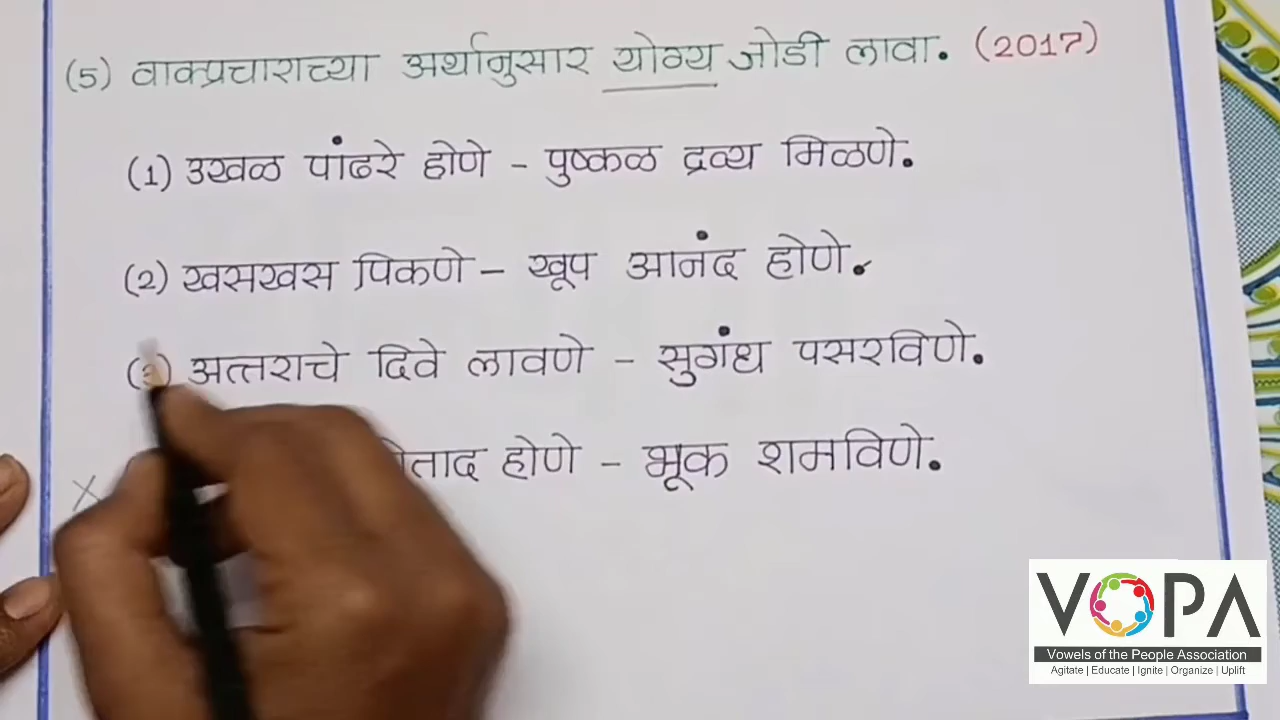 (5) वाक्प्रचाराच्या अर्थानुसार योग्य जोडी लावा. (2017)
(1) उखळ पांढरे होणे - पुष्कळ द्रव्य मिळणे.
(2) खसखस पिकणे - खूप आनंद होणे.
(3) अत्तराचे दिवे लावणे - सुगंध पसरविणे.
होणे - भूक शमविणे.
VOPA
Vowels of the People Association
Agitate | Educate | Ignite | Organize | Uplift